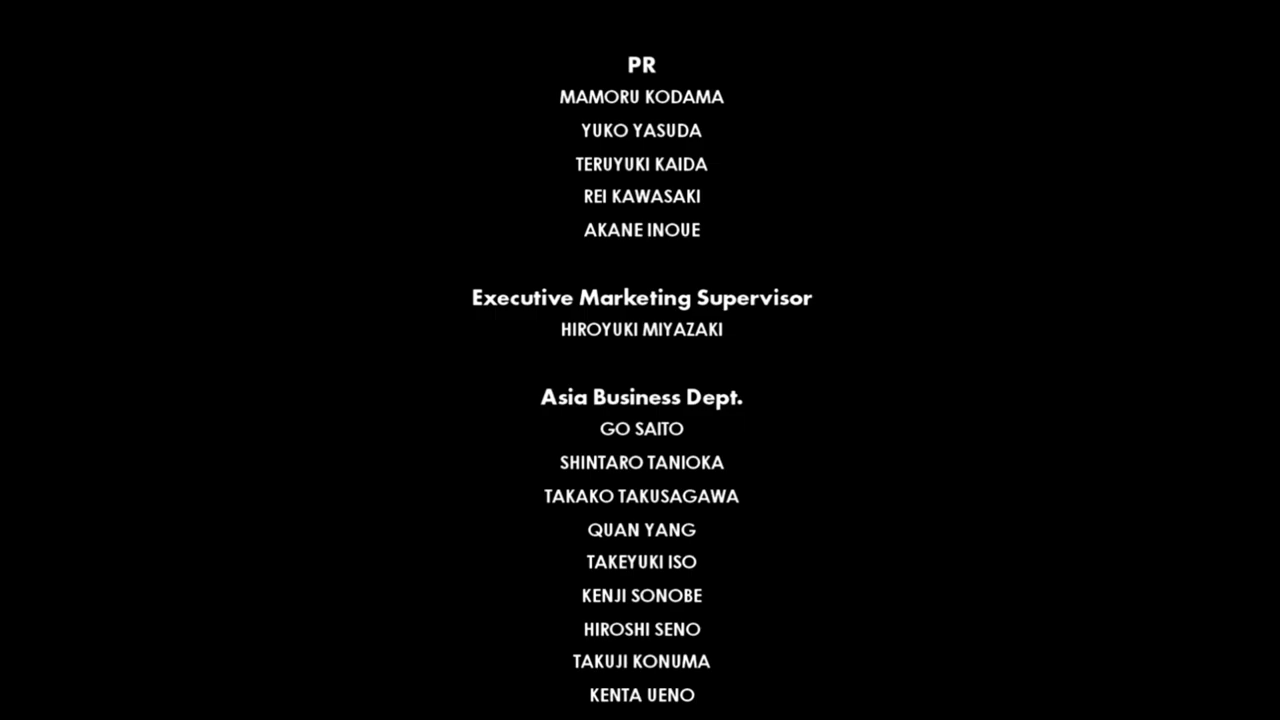 PR
MAMORU KODAMA
YUKO YASUDA
TERUYUKI KAIDA
REI KAWASAKI
AKANE INOUE
Executive Marketing Supervisor
HIROYUKI MIYAZAKI
Asia Business Dept.
GO SAITO
SHINTARO TANIOKA
TAKAKO TAKUSAGAWA
QUAN YANG
TAKEYUKI ISO
KENJI SONOBE
HIROSHI SENO
TAKUJI KONUMA
KENTA UENO